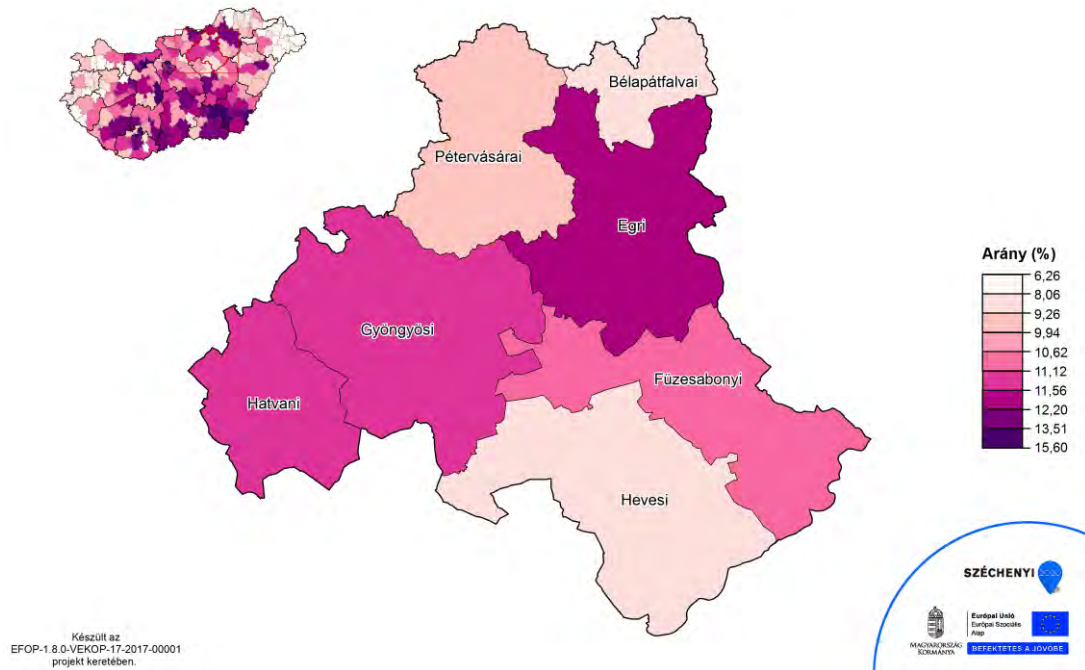 Bélapátfalvai
Pétervásárai
Egri
Gyöngyösi
Füzesabonyi
Hatvani
Hevesi
Arány (%)
6,26
8,06
9,26
9,94
10,62
11,12
11,56
12,20
13,51
15,60
SZÉCHENYI 2020
MAGYARORSZÁG
KORMÁNYA
Európai Unió
Európai Szociális
Alap
BEFEKTETÉS A JÖVŐBE
Készült az
EFOP-1.8.0-VEKOP-17-2017-00001
projekt keretében.